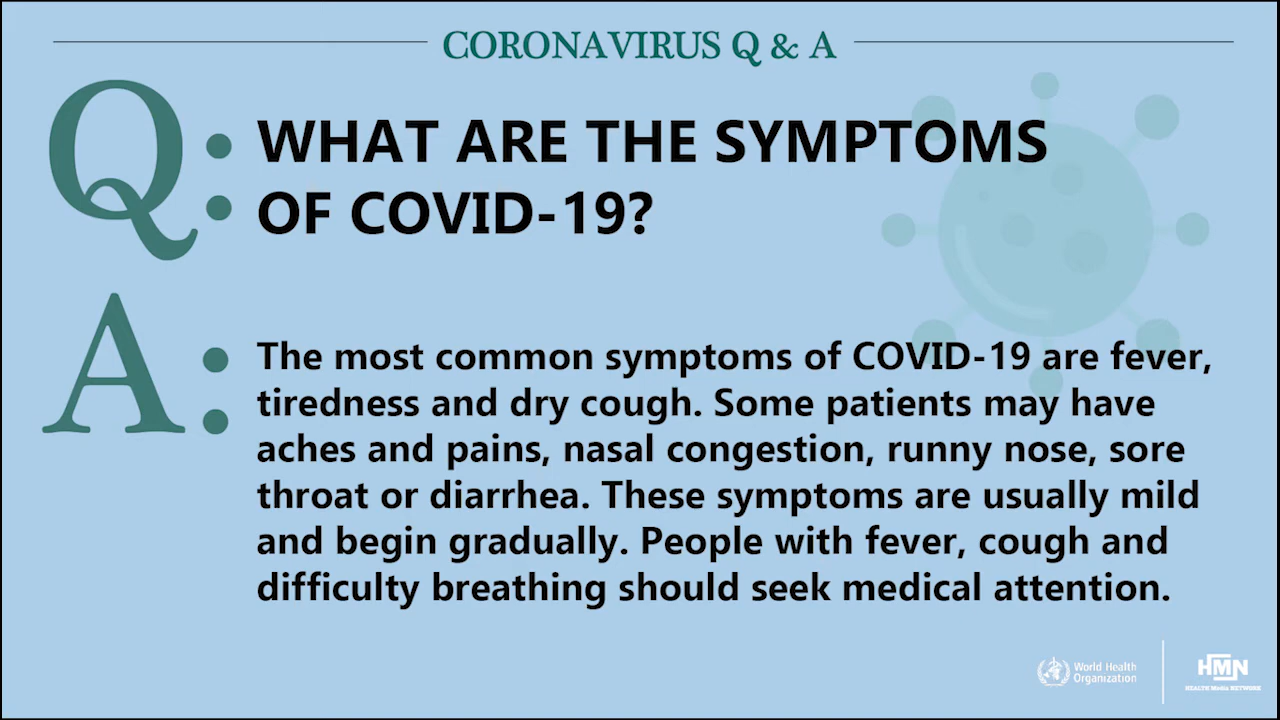 CORONAVIRUS Q & A
Q: WHAT ARE THE SYMPTOMS
OF COVID-19?
A: The most common symptoms of COVID-19 are fever,
tiredness and dry cough. Some patients may have
aches and pains, nasal congestion, runny nose, sore
throat or diarrhea. These symptoms are usually mild
and begin gradually. People with fever, cough and
difficulty breathing should seek medical attention.
World Health
Organization
HMN
HEALTH Media NETWORK